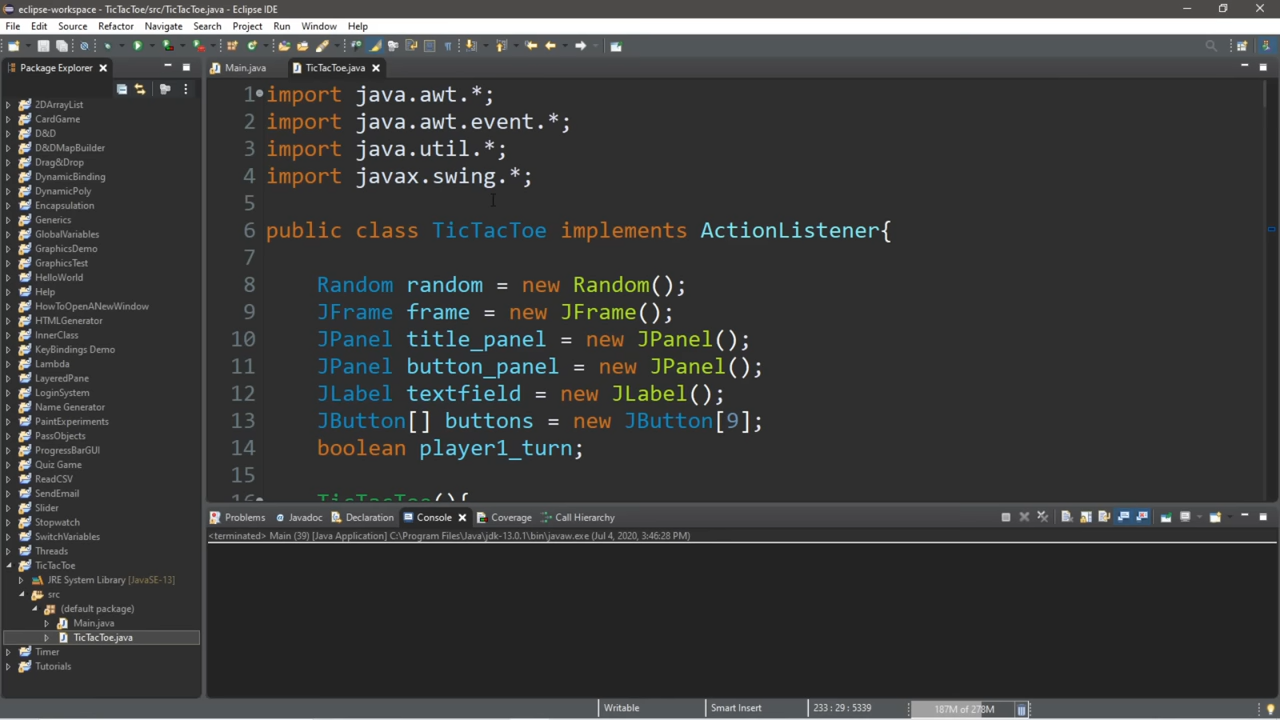 eclipse-workspace - TicTacToe/src/TicTacToe.java - Eclipse IDE
File Edit Source Refactor Navigate Search Project Run Window Help
Package Explorer
2DArrayList
CardGame
D&D
D&DMapBuilder
Drag&Drop
DynamicBinding
DynamicPoly
Encapsulation
Generics
GlobalVariables
GraphicsDemo
GraphicsTest
HelloWorld
Help
HowToOpenANewWindow
HTMLGenerator
InnerClass
KeyBindings Demo
Lambda
LayeredPane
LoginSystem
Name Generator
PaintExperiments
PassObjects
ProgressBarGUI
Quiz Game
ReadCSV
SendEmail
Slider
Stopwatch
SwitchVariables
Threads
TicTacToe
JRE System Library [JavaSE-13]
src
(default package)
Main.java
TicTacToe.java
Timer
Tutorials
Main.java TicTacToe.java
1 import java.awt.*;
2 import java.awt.event.*;
3 import java.util.*;
4 import javax.swing.*;
5
6 public class TicTacToe implements ActionListener{
7
8 Random random = new Random();
9 JFrame frame = new JFrame();
10 JPanel title_panel = new JPanel();
11 JPanel button_panel = new JPanel();
12 JLabel textfield = new JLabel();
13 JButton[] buttons = new JButton[9];
14 boolean player1_turn;
15
16 TicTacToe(){
Problems Javadoc Declaration Console Coverage Call Hierarchy
<terminated> Main (39) [Java Application] C:\Program Files\Java\jdk-13.0.1\bin\javaw.exe (Jul 4, 2020, 3:46:28 PM)
Writable Smart Insert 233 : 29 : 5339 187M of 278M